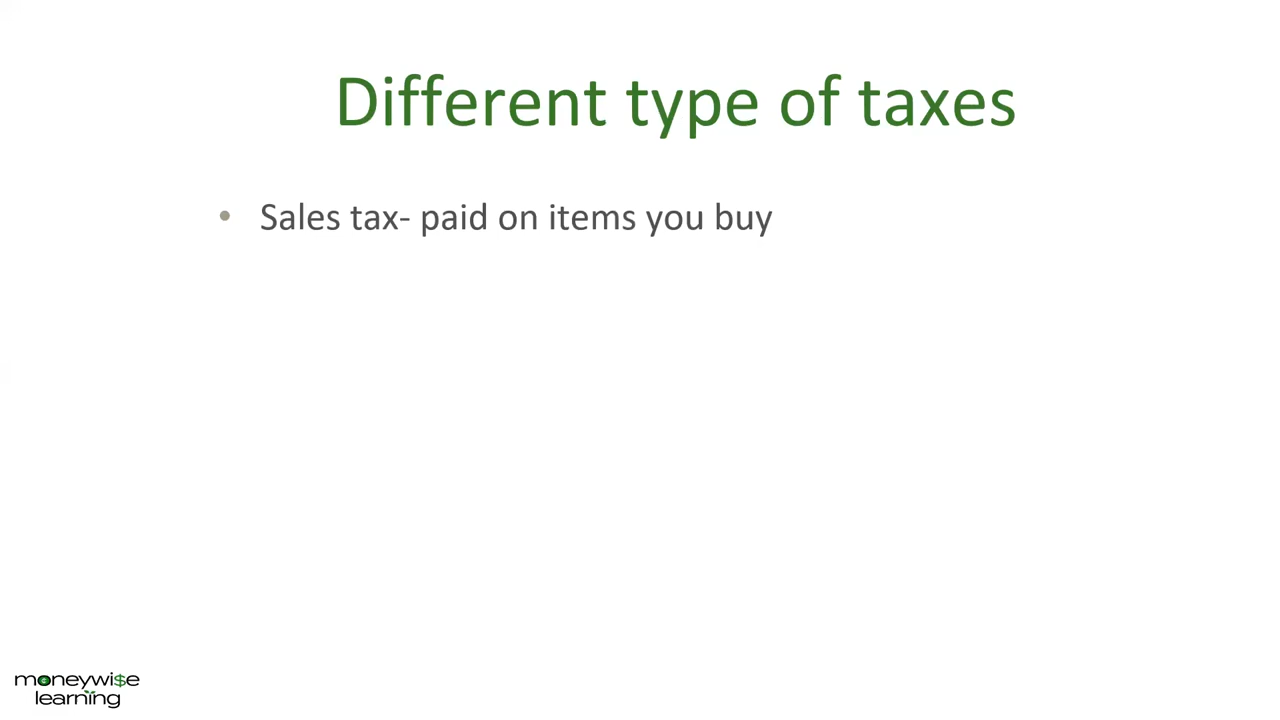 Different type of taxes
• Sales tax- paid on items you buy
moneywi$e
learning